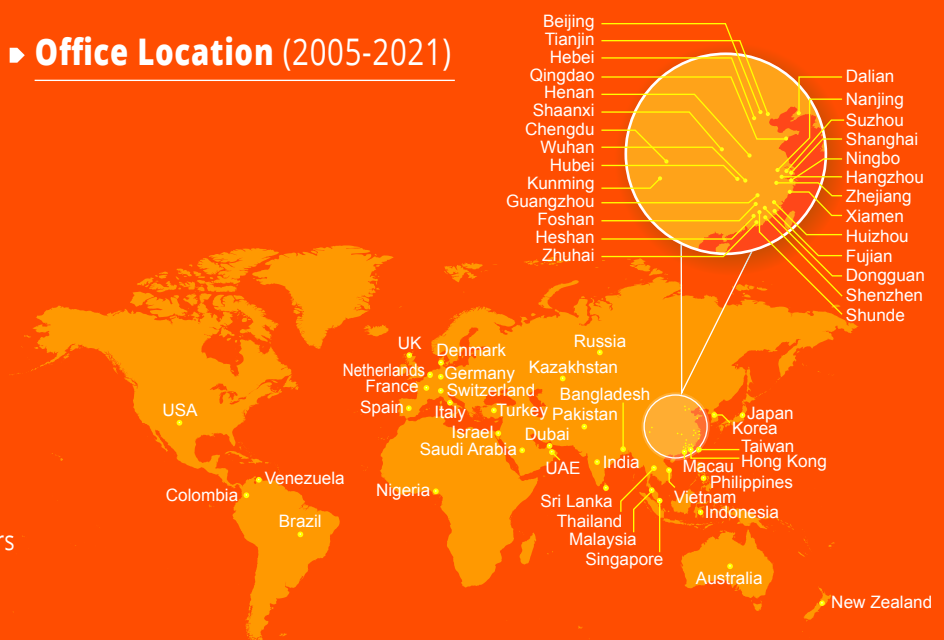 Office Location (2005-2021)
Beijing
Tianjin
Hebei
Qingdao
Henan
Shaanxi
Chengdu
Wuhan
Hubei
Kunming
Guangzhou
Foshan
Heshan
Zhuhai
Dalian
Nanjing
Suzhou
Shanghai
Ningbo
Hangzhou
Zhejiang
Xiamen
Huizhou
Fujian
Dongguan
Shenzhen
Shunde
UK
Denmark
Netherlands
Germany
France
Switzerland
Spain
Italy
Turkey
Israel
Saudi Arabia
Dubai
UAE
Russia
Kazakhstan
Bangladesh
Pakistan
India
Sri Lanka
Thailand
Malaysia
Singapore
Japan
Korea
Taiwan
Hong Kong
Macau
Philippines
Vietnam
Indonesia
USA
Venezuela
Colombia
Brazil
Nigeria
Australia
New Zealand
rs